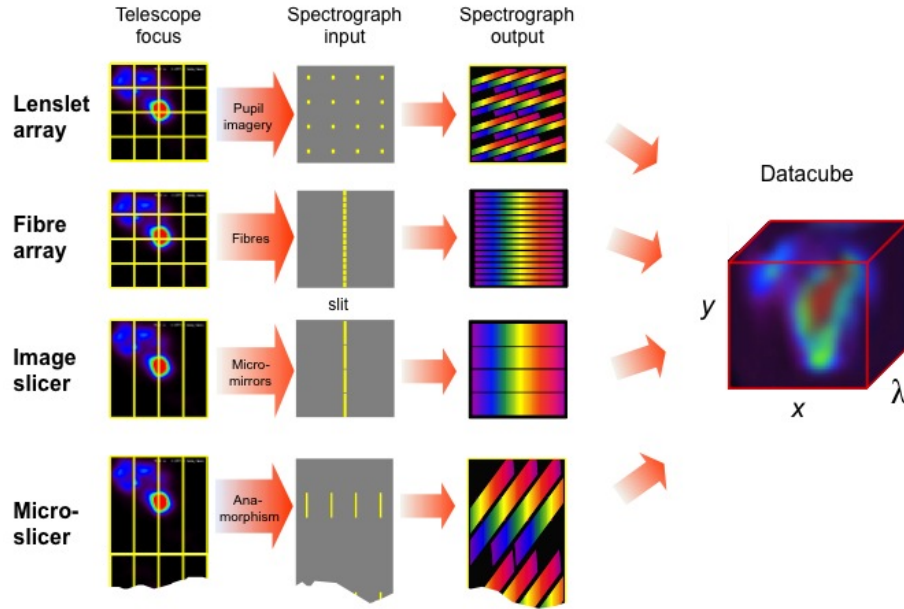 Telescope focus
Spectrograph input
Spectrograph output
Lenslet array
Pupil imagery
Fibre array
Fibres
slit
Image slicer
Micro-mirrors
Micro-slicer
Ana-morphism
Datacube
y
x
λ